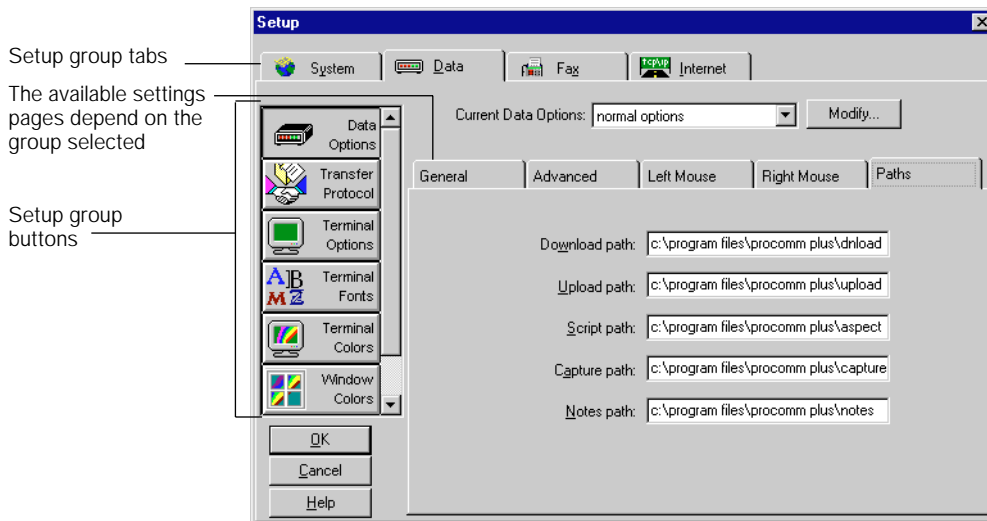 Setup
Setup group tabs
System
Data
Fax
tcp\ip
Internet
The available settings
pages depend on the
group selected
Current Data Options:
normal options
Modify...
Data
Options
Transfer
Protocol
Terminal
Options
Terminal
Fonts
Terminal
Colors
Window
Colors
Setup group
buttons
General
Advanced
Left Mouse
Right Mouse
Paths
Download path: c:\program files\procomm plus\dnload
Upload path: c:\program files\procomm plus\upload
Script path: c:\program files\procomm plus\aspect
Capture path: c:\program files\procomm plus\capture
Notes path: c:\program files\procomm plus\notes
OK
Cancel
Help